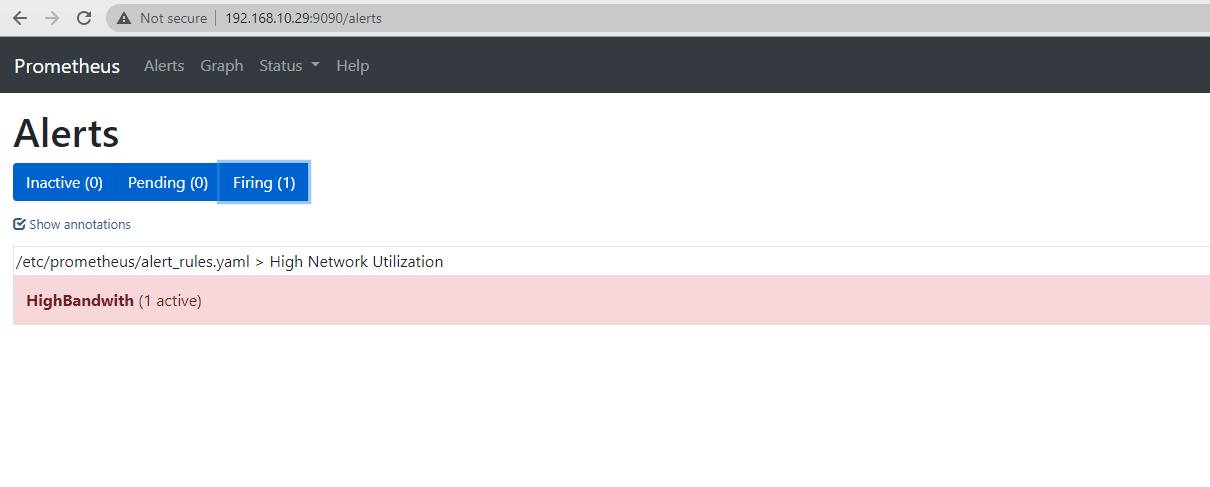 Not secure 192.168.10.29:9090/alerts
Prometheus Alerts Graph Status Help
Alerts
Inactive (0) Pending (0) Firing (1)
Show annotations
/etc/prometheus/alert_rules.yaml > High Network Utilization
HighBandwith (1 active)